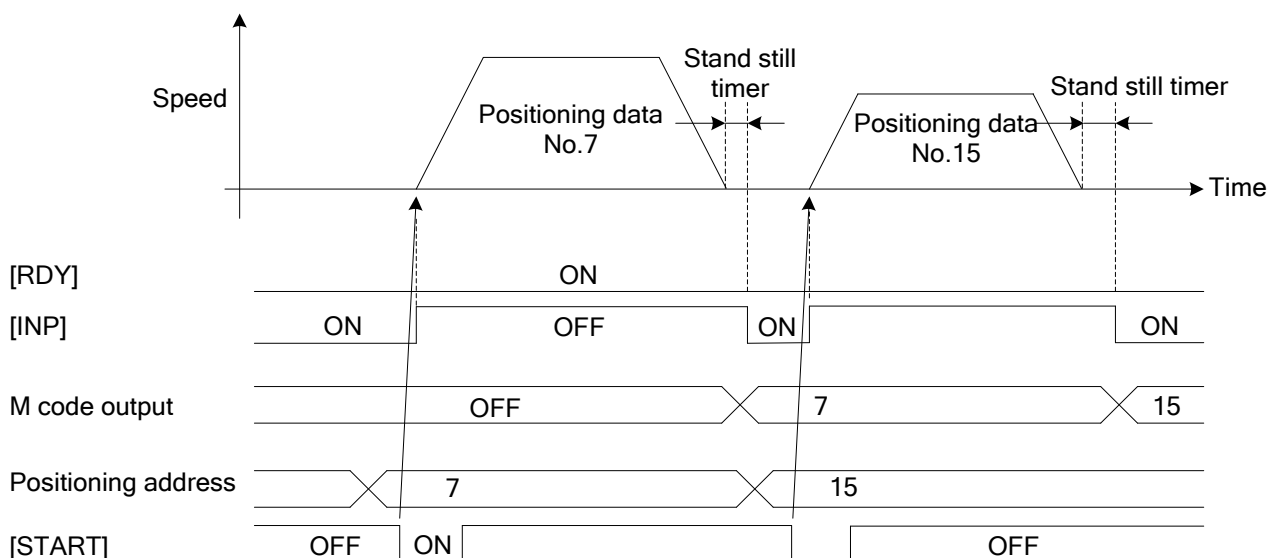 Stand still
timer
Stand still timer
Speed
Positioning data
No.7
Positioning data
No.15
Time
[RDY]
ON
[INP]
ON
OFF
ON
ON
M code output
OFF
7
15
Positioning address
7
15
[START]
OFF
ON
OFF